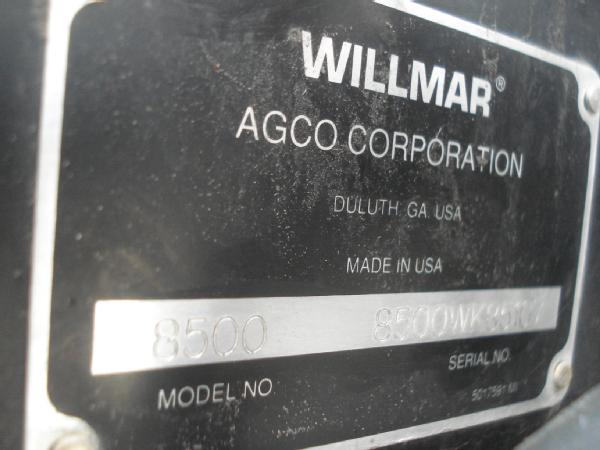 WILLMAR®
AGCO CORPORATION
DULUTH GA. USA
MADE IN USA
8500
MODEL NO
SERIAL NO.